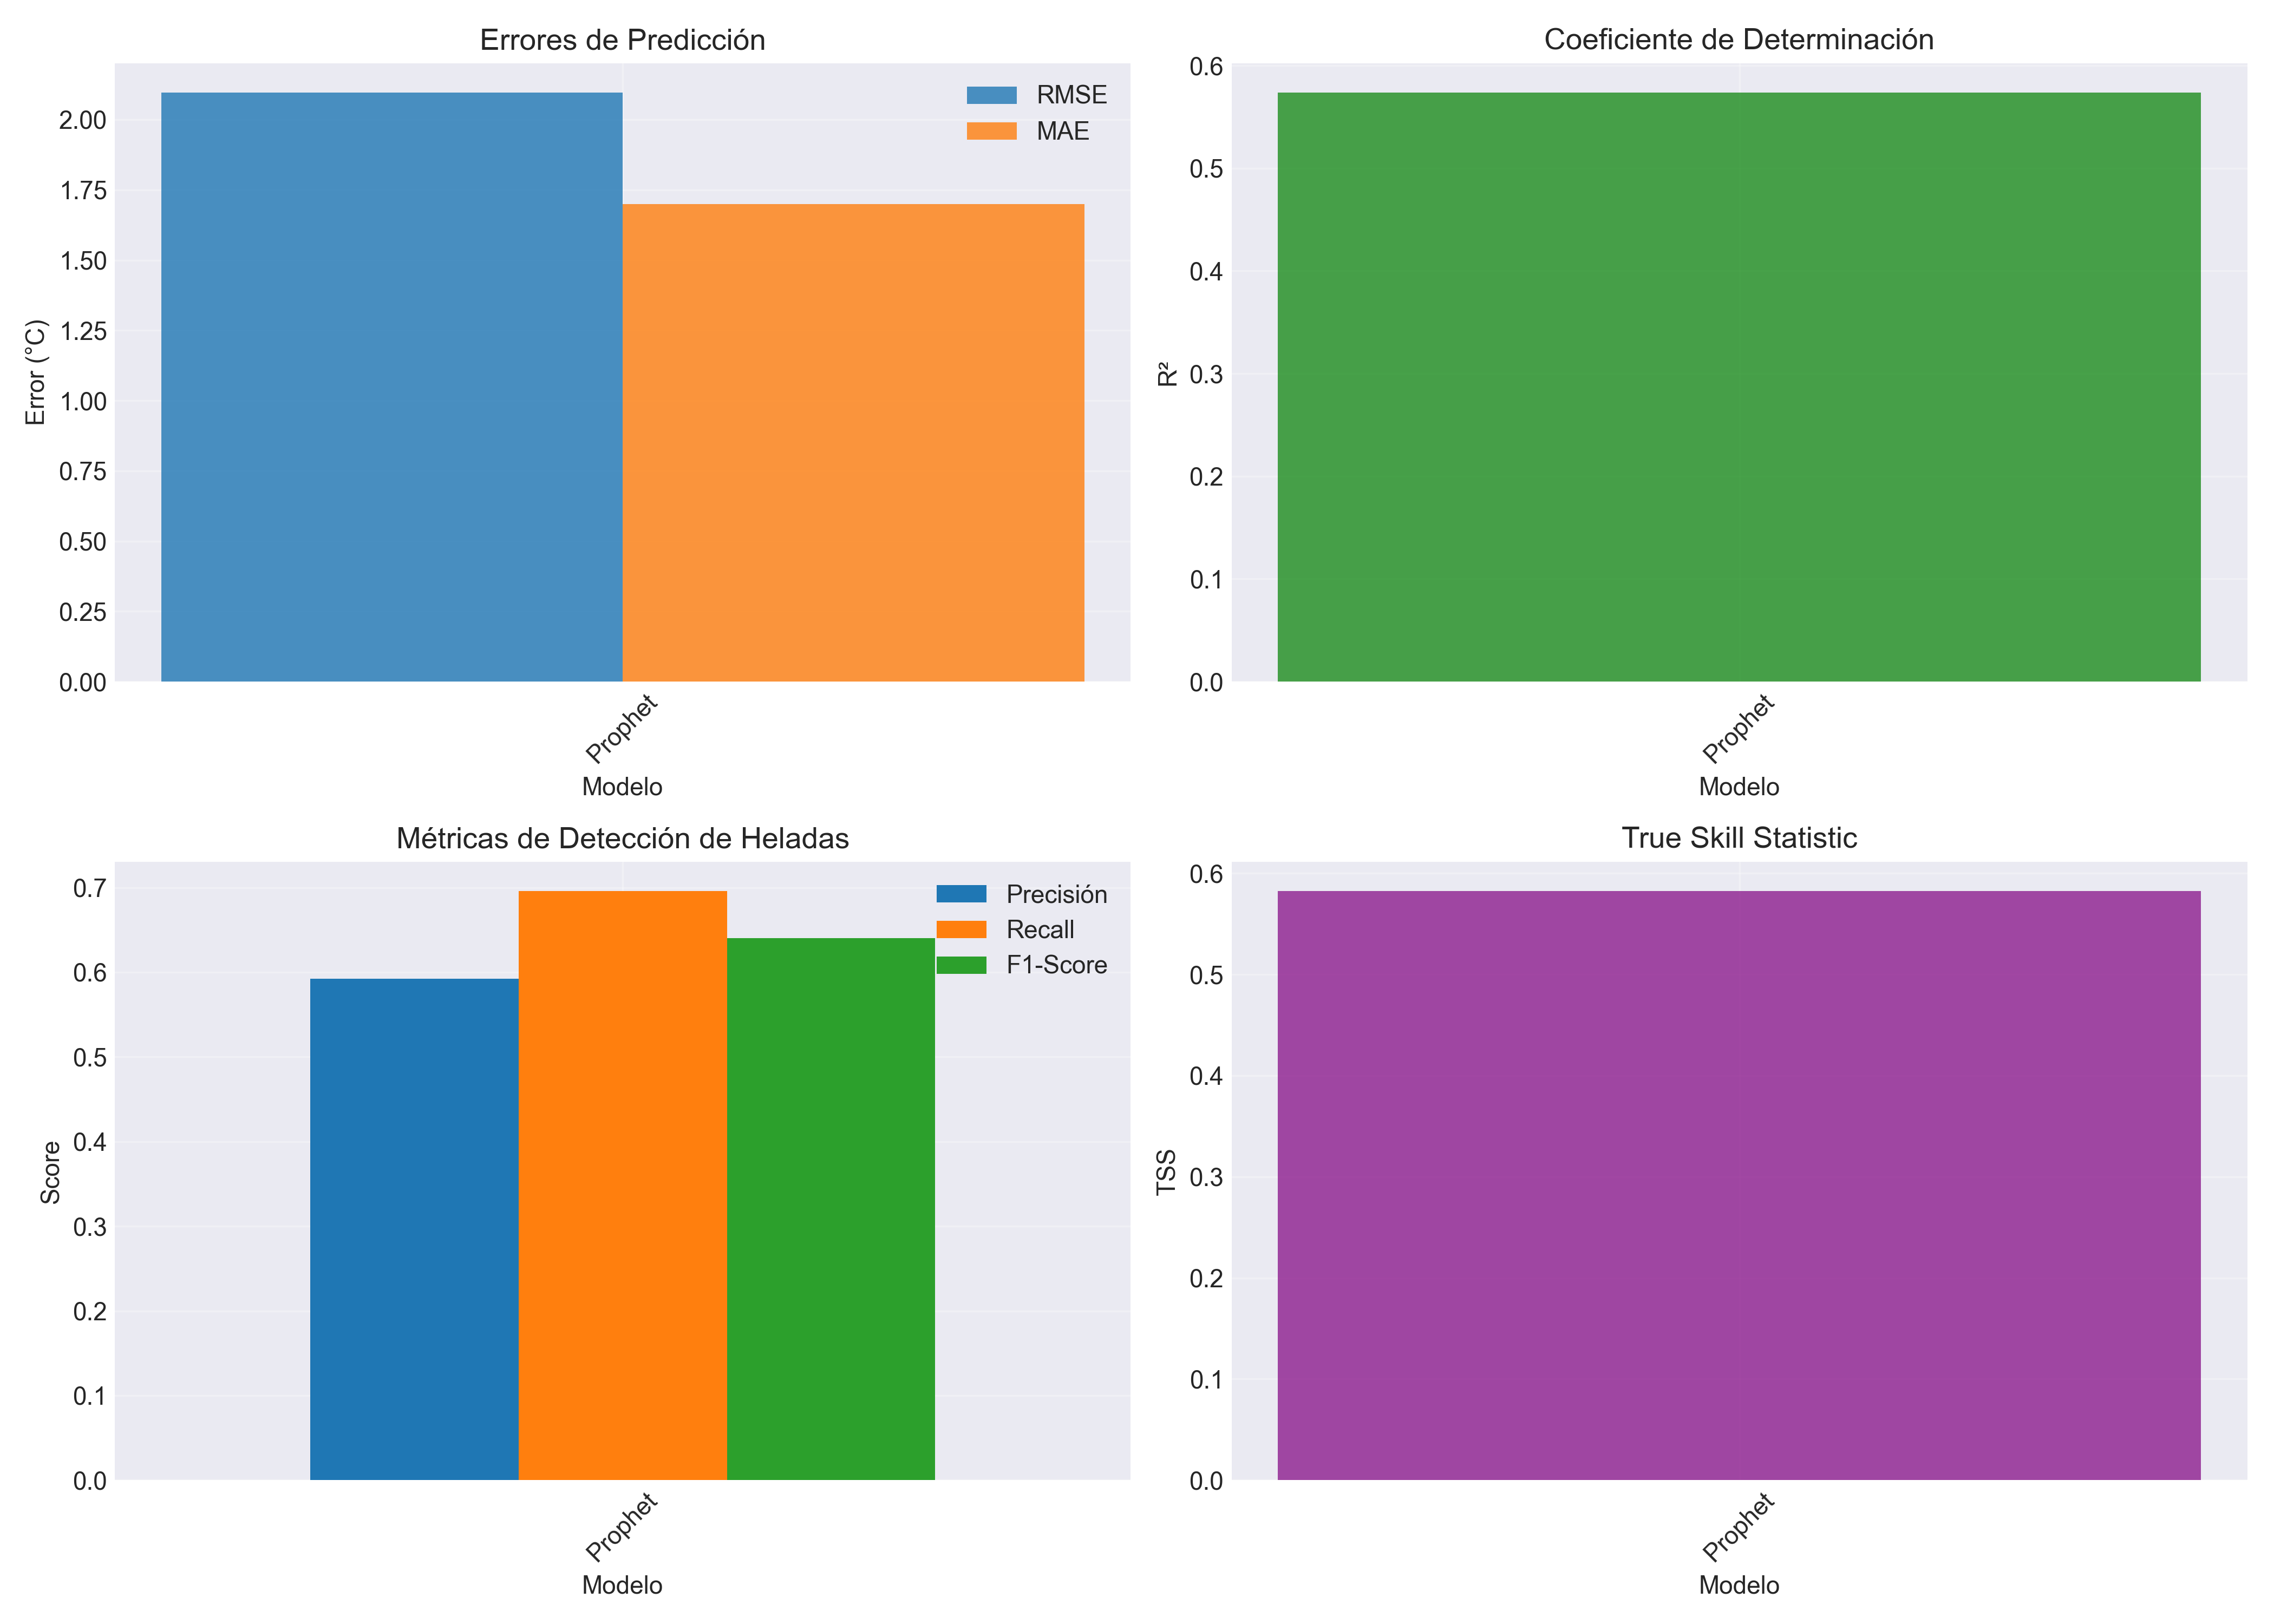 Errores de Predicción
RMSE
MAE
2.00
1.75
1.50
1.25
1.00
0.75
0.50
0.25
0.00
Error (°C)
Prophet
Modelo
Coeficiente de Determinación
0.6
0.5
0.4
0.3
0.2
0.1
0.0
R²
Prophet
Modelo
Métricas de Detección de Heladas
Precisión
Recall
F1-Score
0.7
0.6
0.5
0.4
0.3
0.2
0.1
0.0
Score
Prophet
Modelo
True Skill Statistic
0.6
0.5
0.4
0.3
0.2
0.1
0.0
TSS
Prophet
Modelo